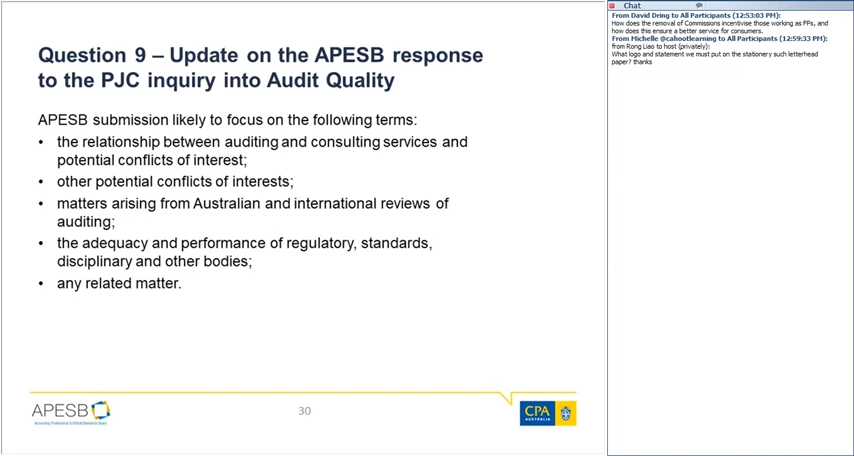 Question 9 – Update on the APESB response
to the PJC inquiry into Audit Quality
APESB submission likely to focus on the following terms:
• the relationship between auditing and consulting services and
potential conflicts of interest;
• other potential conflicts of interests;
• matters arising from Australian and international reviews of
auditing;
• the adequacy and performance of regulatory, standards,
disciplinary and other bodies;
• any related matter.
APESB
Accounting Professional & Ethical Standards Board
30
CPA
AUSTRALIA
Chat
From David Dring to All Participants (12:53:03 PM):
How does the removal of Commissions incentivise those working as FPs, and
how does this ensure a better service for consumers.
From Michelle @cahootlearning to All Participants (12:59:33 PM):
from Rong Liao to host (privately):
What logo and statement we must put on the stationery such letterhead
paper? thanks